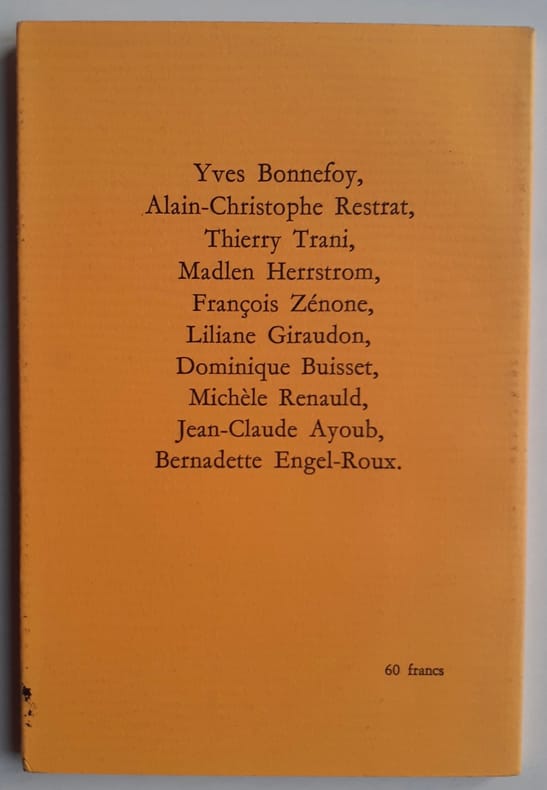 Yves Bonnefoy,
Alain-Christophe Restrat,
Thierry Trani,
Madlen Herrstrom,
François Zénone,
Liliane Giraudon,
Dominique Buisset,
Michèle Renauld,
Jean-Claude Ayoub,
Bernadette Engel-Roux.
60 francs